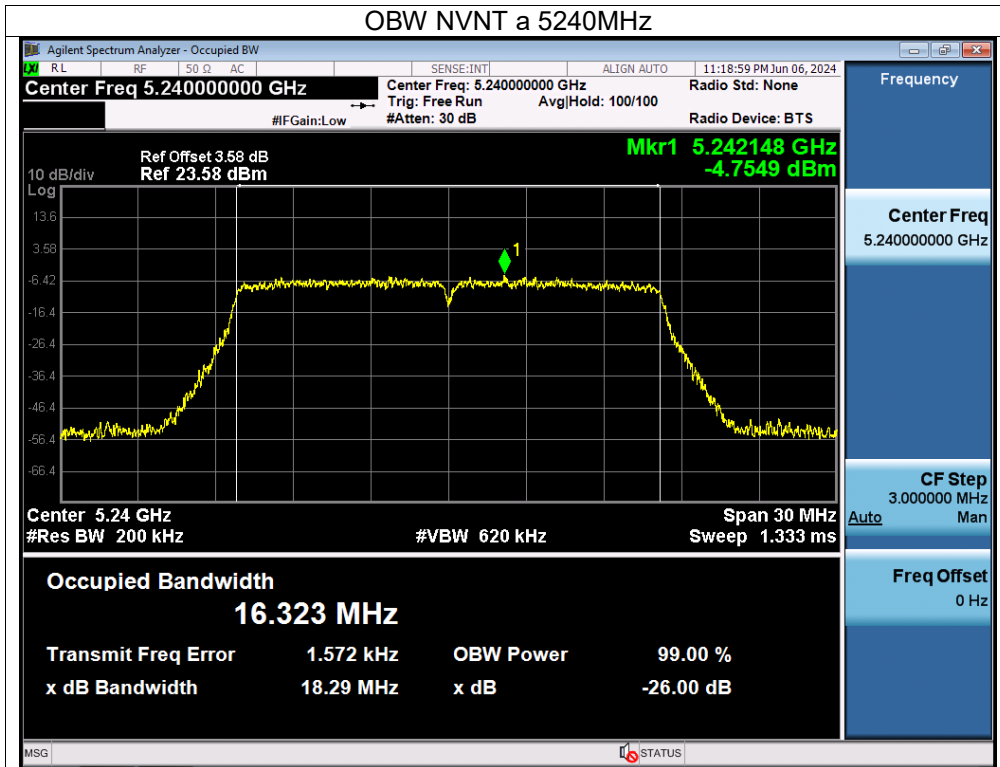 OBW NVNT a 5240MHz
Agilent Spectrum Analyzer - Occupied BW
LXI RL RF 50 Ω AC SENSE:INT ALIGN AUTO 11:18:59 PM Jun 06, 2024
Center Freq 5.240000000 GHz
Center Freq: 5.240000000 GHz
Radio Std: None
Trig: Free Run Avg|Hold: 100/100
#IFGain:Low
#Atten: 30 dB
Radio Device: BTS
Mkr1 5.242148 GHz
-4.7549 dBm
Ref Offset 3.58 dB
10 dB/div Ref 23.58 dBm
Log
13.6
3.58
-6.42
-16.4
-26.4
-36.4
-46.4
-56.4
-66.4
1
Center 5.24 GHz Span 30 MHz
#Res BW 200 kHz #VBW 620 kHz Sweep 1.333 ms
Occupied Bandwidth
16.323 MHz
Transmit Freq Error 1.572 kHz OBW Power 99.00 %
x dB Bandwidth 18.29 MHz x dB -26.00 dB
Frequency
Center Freq
5.240000000 GHz
CF Step
3.000000 MHz
Auto Man
Freq Offset
0 Hz
MSG STATUS